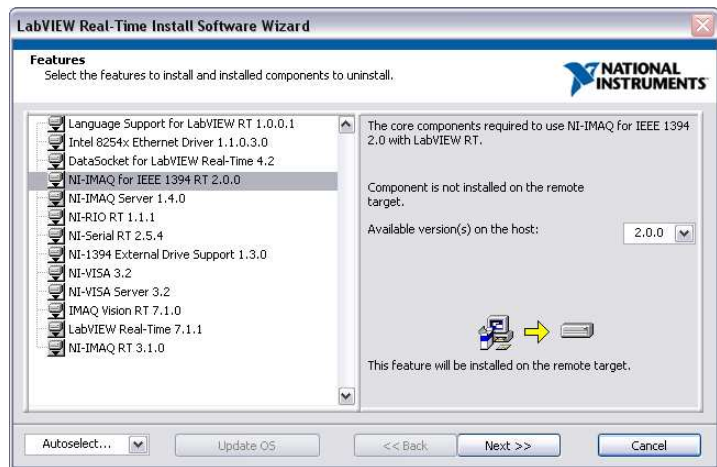 LabVIEW Real-Time Install Software Wizard
Features
Select the features to install and installed components to uninstall.
NATIONAL
INSTRUMENTS
Language Support for LabVIEW RT 1.0.0.1
Intel 8254x Ethernet Driver 1.1.0.3.0
DataSocket for LabVIEW Real-Time 4.2
NI-IMAQ for IEEE 1394 RT 2.0.0
NI-IMAQ Server 1.4.0
NI-RIO RT 1.1.1
NI-Serial RT 2.5.4
NI-1394 External Drive Support 1.3.0
NI-VISA 3.2
NI-VISA Server 3.2
IMAQ Vision RT 7.1.0
LabVIEW Real-Time 7.1.1
NI-IMAQ RT 3.1.0
The core components required to use NI-IMAQ for IEEE 1394
2.0 with LabVIEW RT.
Component is not installed on the remote
target.
Available version(s) on the host:
2.0.0
This feature will be installed on the remote target.
Autoselect...
Update OS
<< Back
Next >>
Cancel